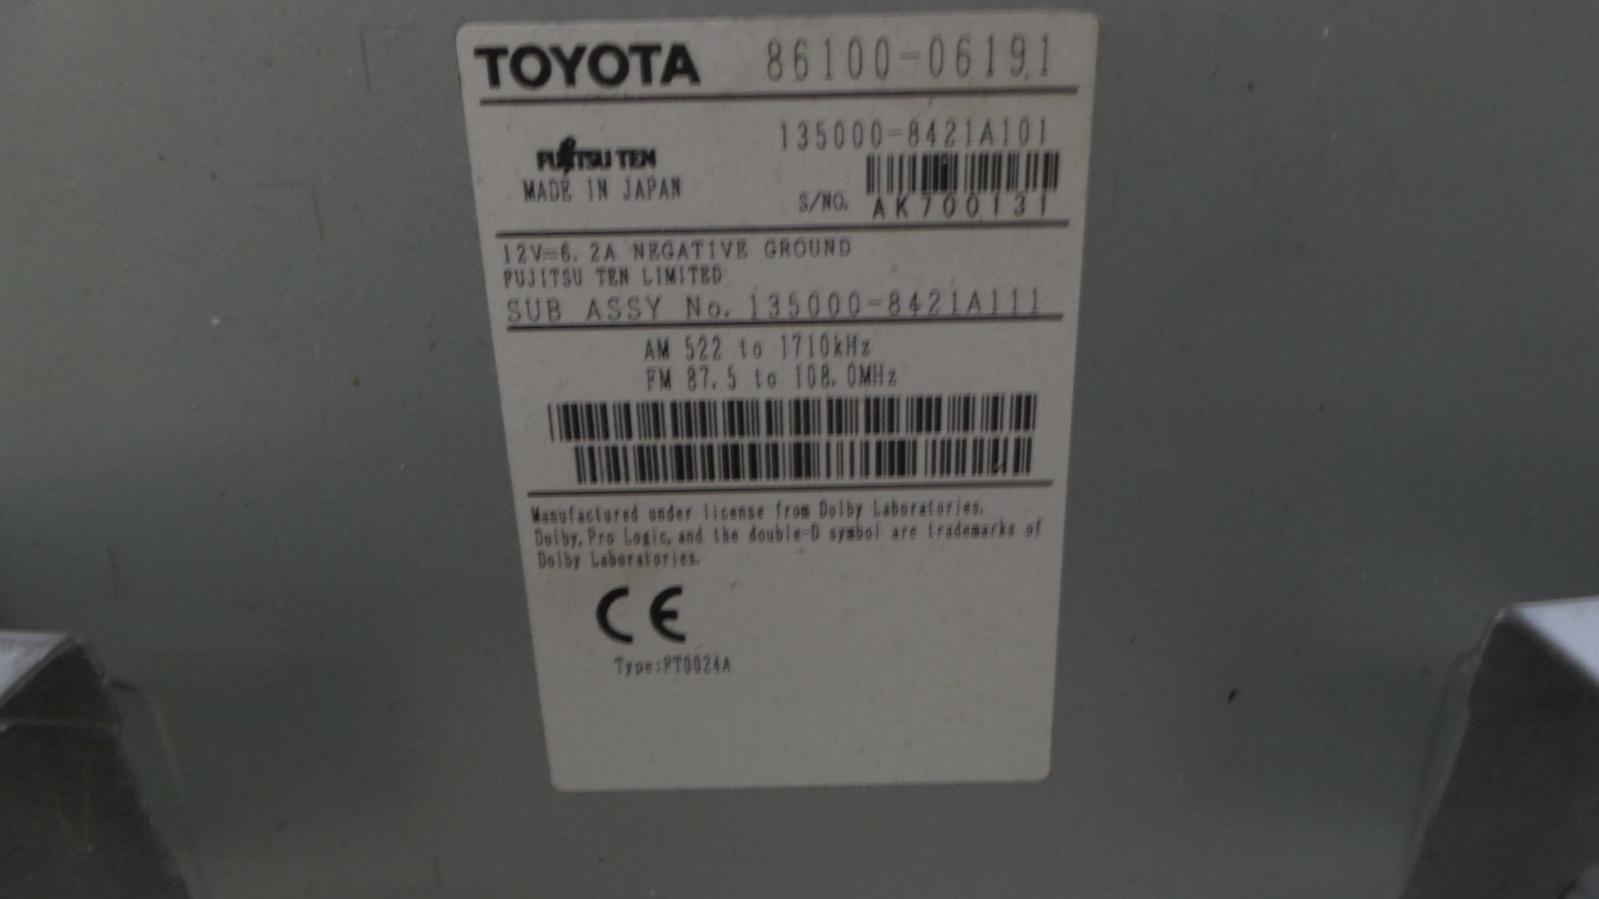 TOYOTA 86100-06191
135000-8421A101
FUJITSU TEN
MADE IN JAPAN
S/NO. AK700131
12V=6.2A NEGATIVE GROUND
FUJITSU TEN LIMITED
SUB ASSY No. 135000-8421A111
AM 522 to 1710kHz
FM 87.5 to 108.0MHz
Manufactured under license from Dolby Laboratories.
Dolby, Pro Logic, and the double-D symbol are trademarks of
Dolby Laboratories.
CE
Type:PT0024A